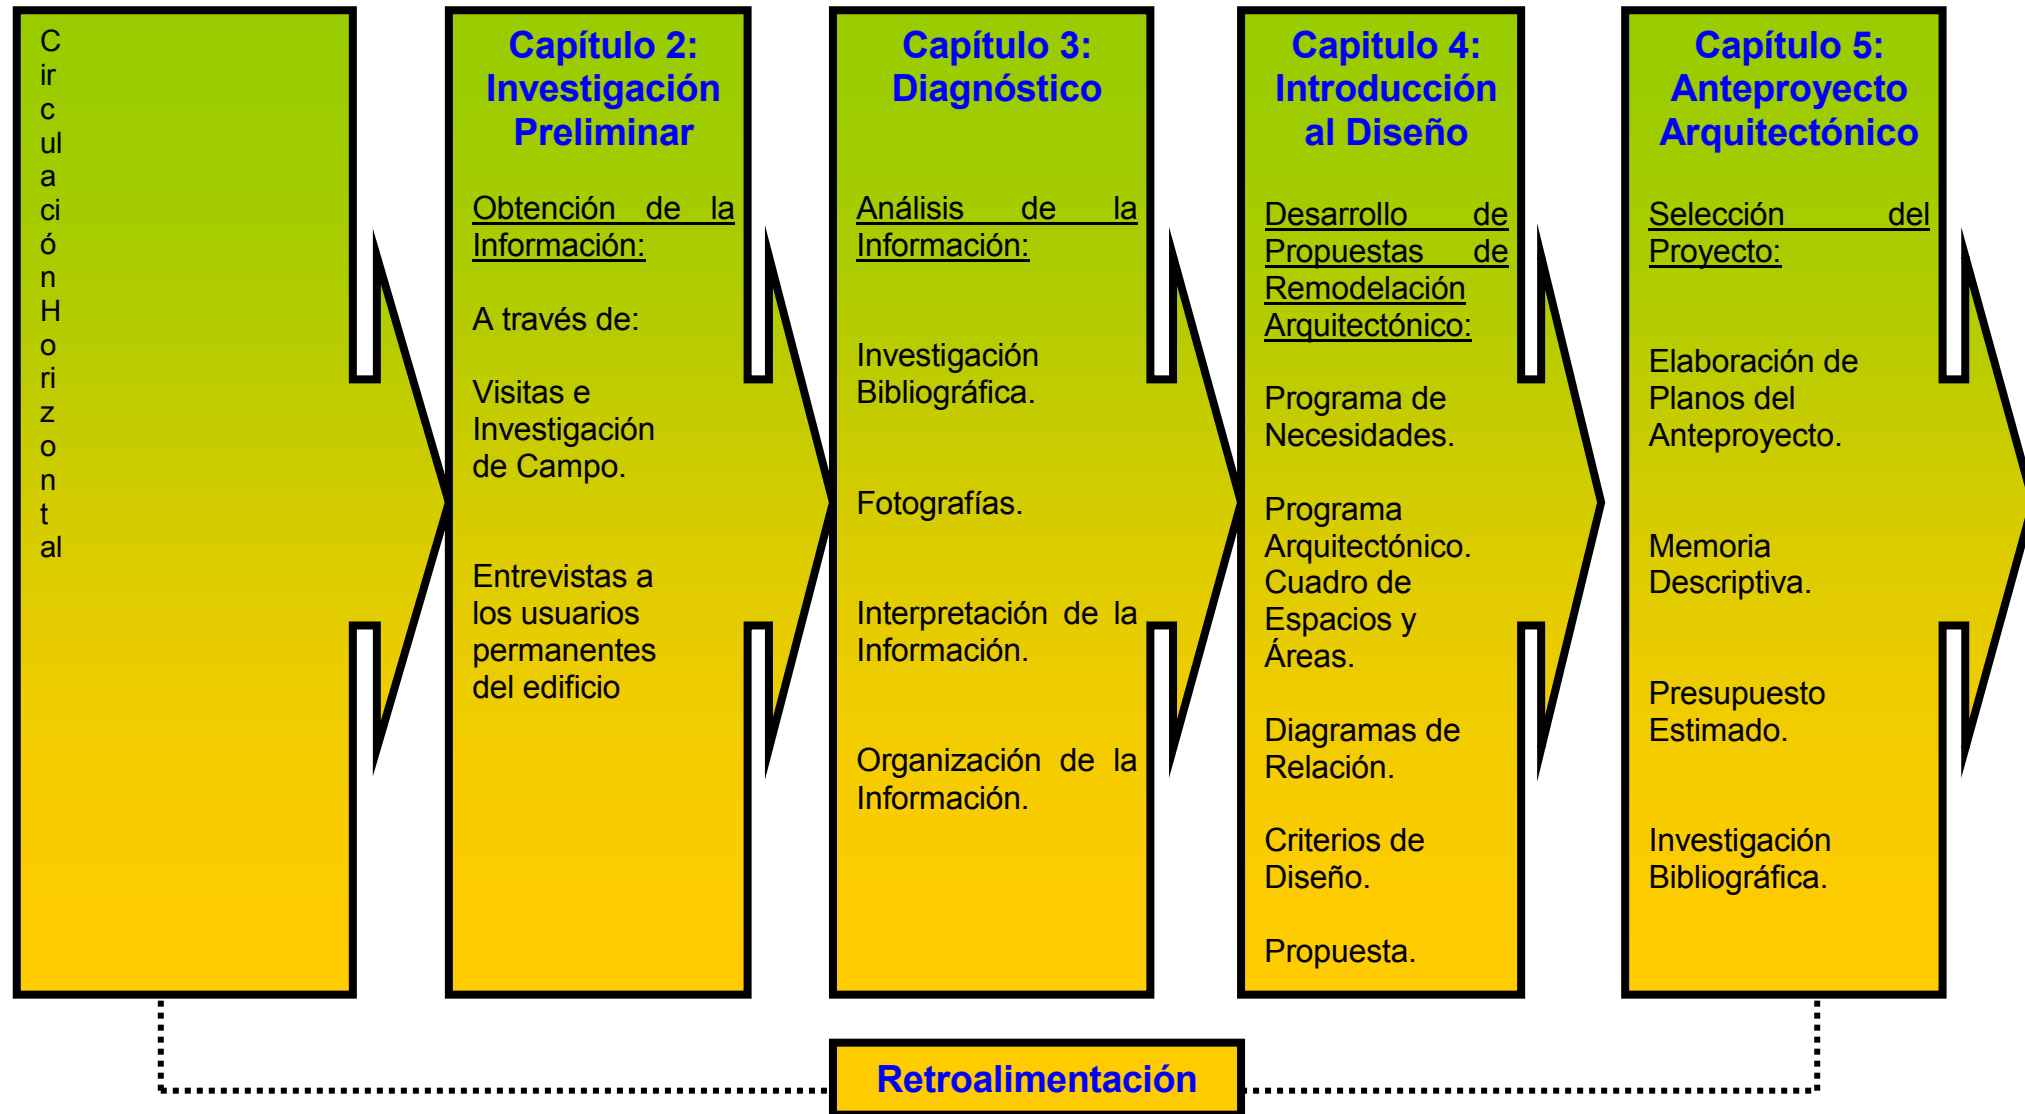 C
ir
c
ul
a
ci
ó
n
H
o
ri
z
o
n
t
al
Capítulo 2:
Investigación
Preliminar
Obtención de la
Información:
A través de:
Visitas e
Investigación
de Campo.
Entrevistas a
los usuarios
permanentes
del edificio
Capítulo 3:
Diagnóstico
Análisis de la
Información:
Investigación
Bibliográfica.
Fotografías.
Interpretación de la
Información.
Organización de la
Información.
Capitulo 4:
Introducción
al Diseño
Desarrollo de
Propuestas de
Remodelación
Arquitectónico:
Programa de
Necesidades.
Programa
Arquitectónico.
Cuadro de
Espacios y
Áreas.
Diagramas de
Relación.
Criterios de
Diseño.
Propuesta.
Capítulo 5:
Anteproyecto
Arquitectónico
Selección del
Proyecto:
Elaboración de
Planos del
Anteproyecto.
Memoria
Descriptiva.
Presupuesto
Estimado.
Investigación
Bibliográfica.
Retroalimentación